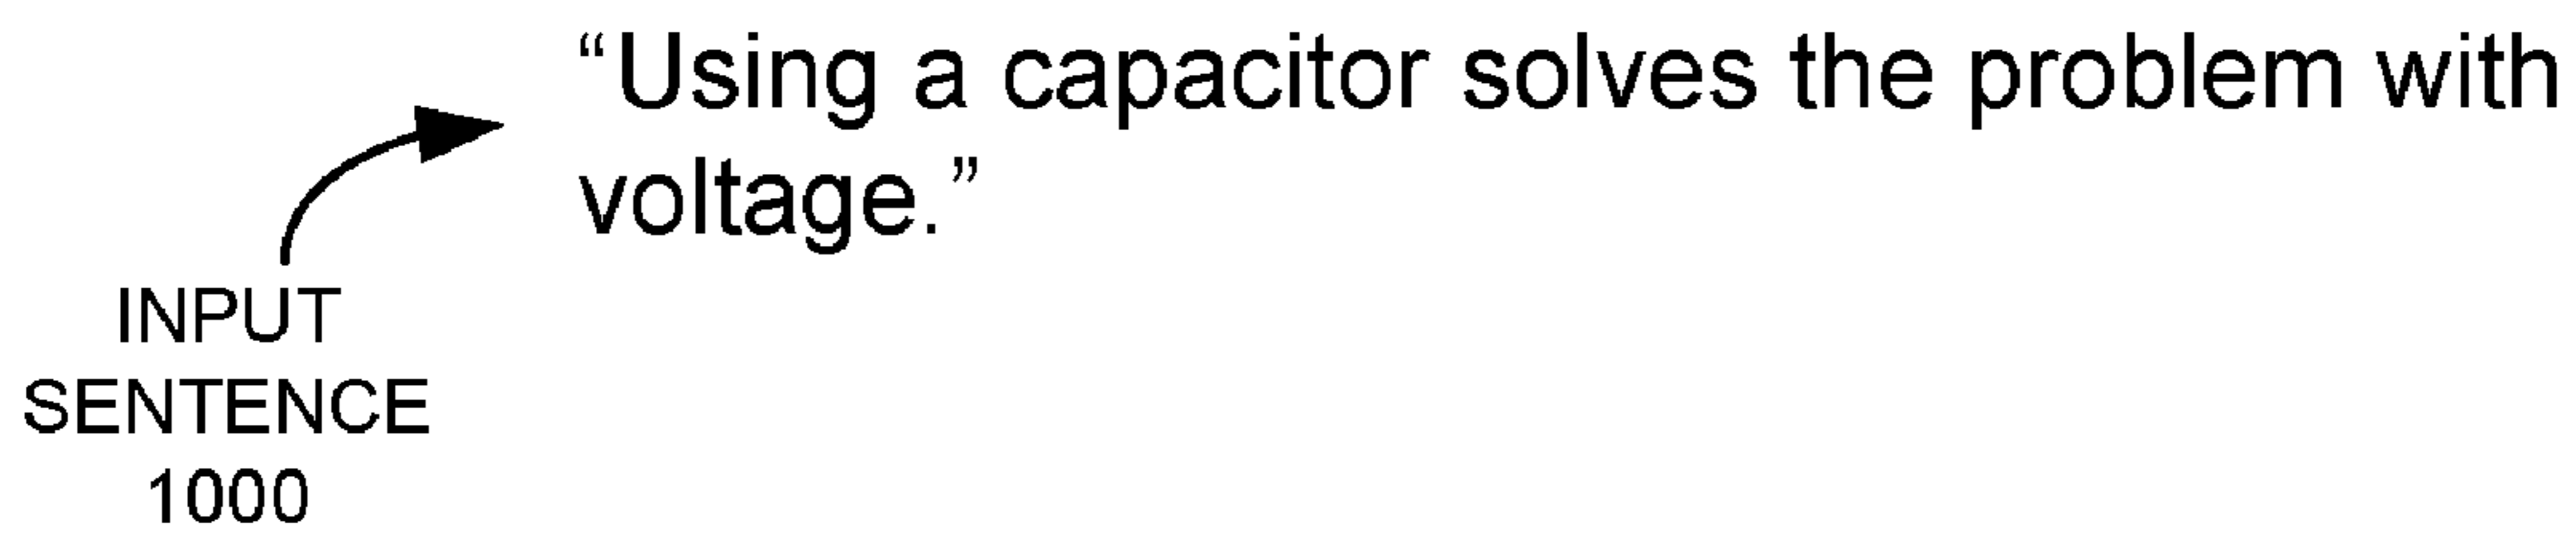 “Using a capacitor solves the problem with
voltage.”
INPUT
SENTENCE
1000